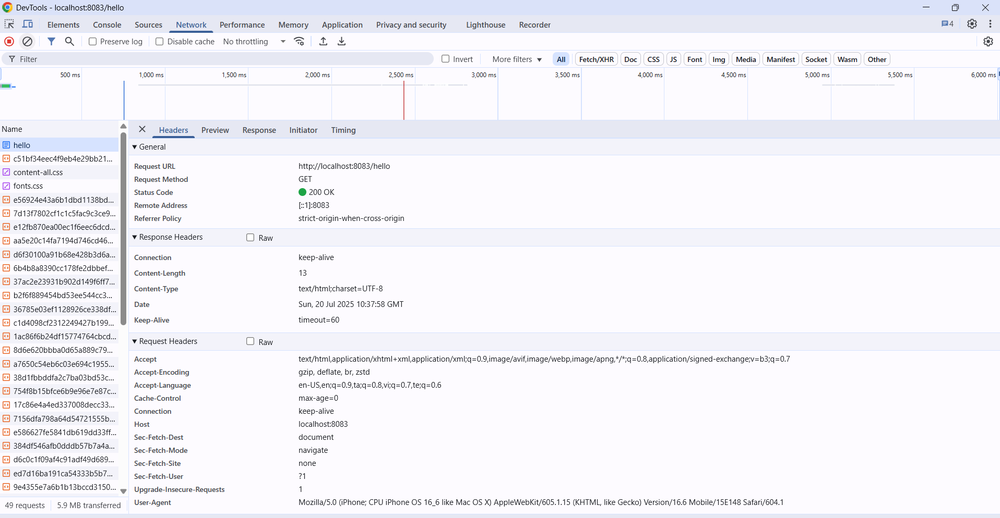 DevTools - localhost:8083/hello
Elements Console Sources Network Performance Memory Application Privacy and security Lighthouse Recorder 4
Preserve log Disable cache No throttling
Filter Invert More filters All Fetch/XHR Doc CSS JS Font Img Media Manifest Socket Wasm Other
500 ms 1,000 ms 1,500 ms 2,000 ms 2,500 ms 3,000 ms 3,500 ms 4,000 ms 4,500 ms 5,000 ms 5,500 ms 6,000 ms
Name
hello
c51bf34eec4f9eb4e29bb21...
content-all.css
fonts.css
e56924e43a6b1dbd1138bd...
7d13f7802cf1c1c5fac9c3ce9...
e12fb870ea00ec1f6eec6dcd...
aa5e20c14fa7194d746cd46...
d6f30100a91b68e428b3d6a...
6b4b8a8390cc178fe2dbbef...
37ac2e23931b902d149f6ff7...
b2f6f889454bd53ee544cc3...
36785e03ef1128926ce338df...
c1d4098cf2312249427b199...
1ac86f6b24df15774764cbcd...
8d6e620bbba0d65a889c79...
a7650c54eb6c03e694c1955...
38d1fbbddfa2c7ba03bd53c...
754f8b15bfce6b9e96e7e87c...
17c86e4a4ed337008decc33...
7156dfa798a64d54721555b...
e586627fe5841db619dd33ff...
384df546afb0dddb57b7a4a...
d6c0c1f09af4c91adf49d689...
ed7d16ba191ca54333b5b7...
9e4355e7a6b1b13bccd3150...
49 requests 5.9 MB transferred
Headers Preview Response Initiator Timing
General
Request URL http://localhost:8083/hello
Request Method GET
Status Code 200 OK
Remote Address [::1]:8083
Referrer Policy strict-origin-when-cross-origin
Response Headers Raw
Connection keep-alive
Content-Length 13
Content-Type text/html;charset=UTF-8
Date Sun, 20 Jul 2025 10:37:58 GMT
Keep-Alive timeout=60
Request Headers Raw
Accept text/html,application/xhtml+xml,application/xml;q=0.9,image/avif,image/webp,image/apng,*/*;q=0.8,application/signed-exchange;v=b3;q=0.7
Accept-Encoding gzip, deflate, br, zstd
Accept-Language en-US,en;q=0.9,ta;q=0.8,vi;q=0.7,te;q=0.6
Cache-Control max-age=0
Connection keep-alive
Host localhost:8083
Sec-Fetch-Dest document
Sec-Fetch-Mode navigate
Sec-Fetch-Site none
Sec-Fetch-User ?1
Upgrade-Insecure-Requests 1
User-Agent Mozilla/5.0 (iPhone; CPU iPhone OS 16_6 like Mac OS X) AppleWebKit/605.1.15 (KHTML, like Gecko) Version/16.6 Mobile/15E148 Safari/604.1